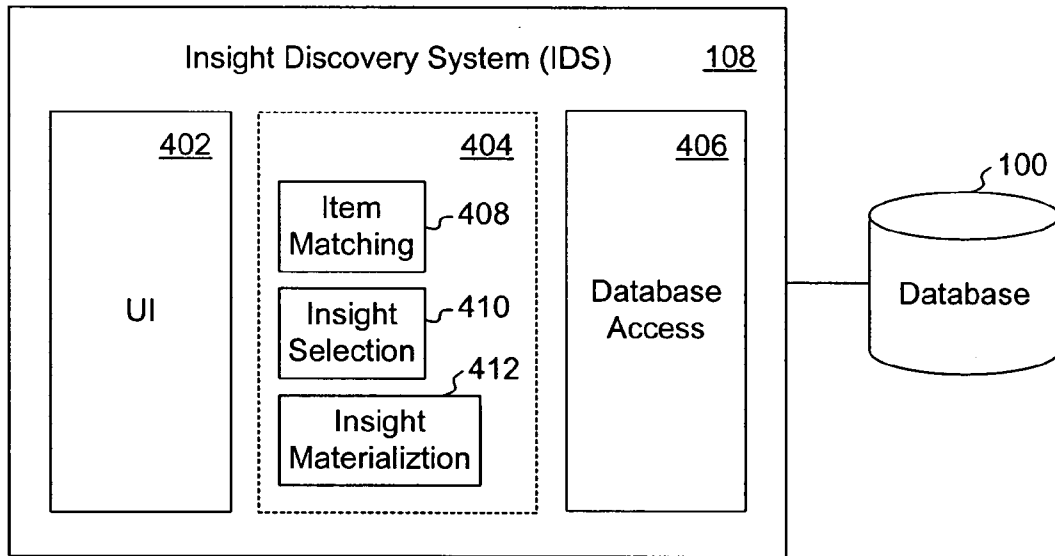 Insight Discovery System (IDS) 108
402
UI
404
Item
Matching
408
Insight
Selection
410
412
Insight
Materializtion
406
Database
Access
100
Database